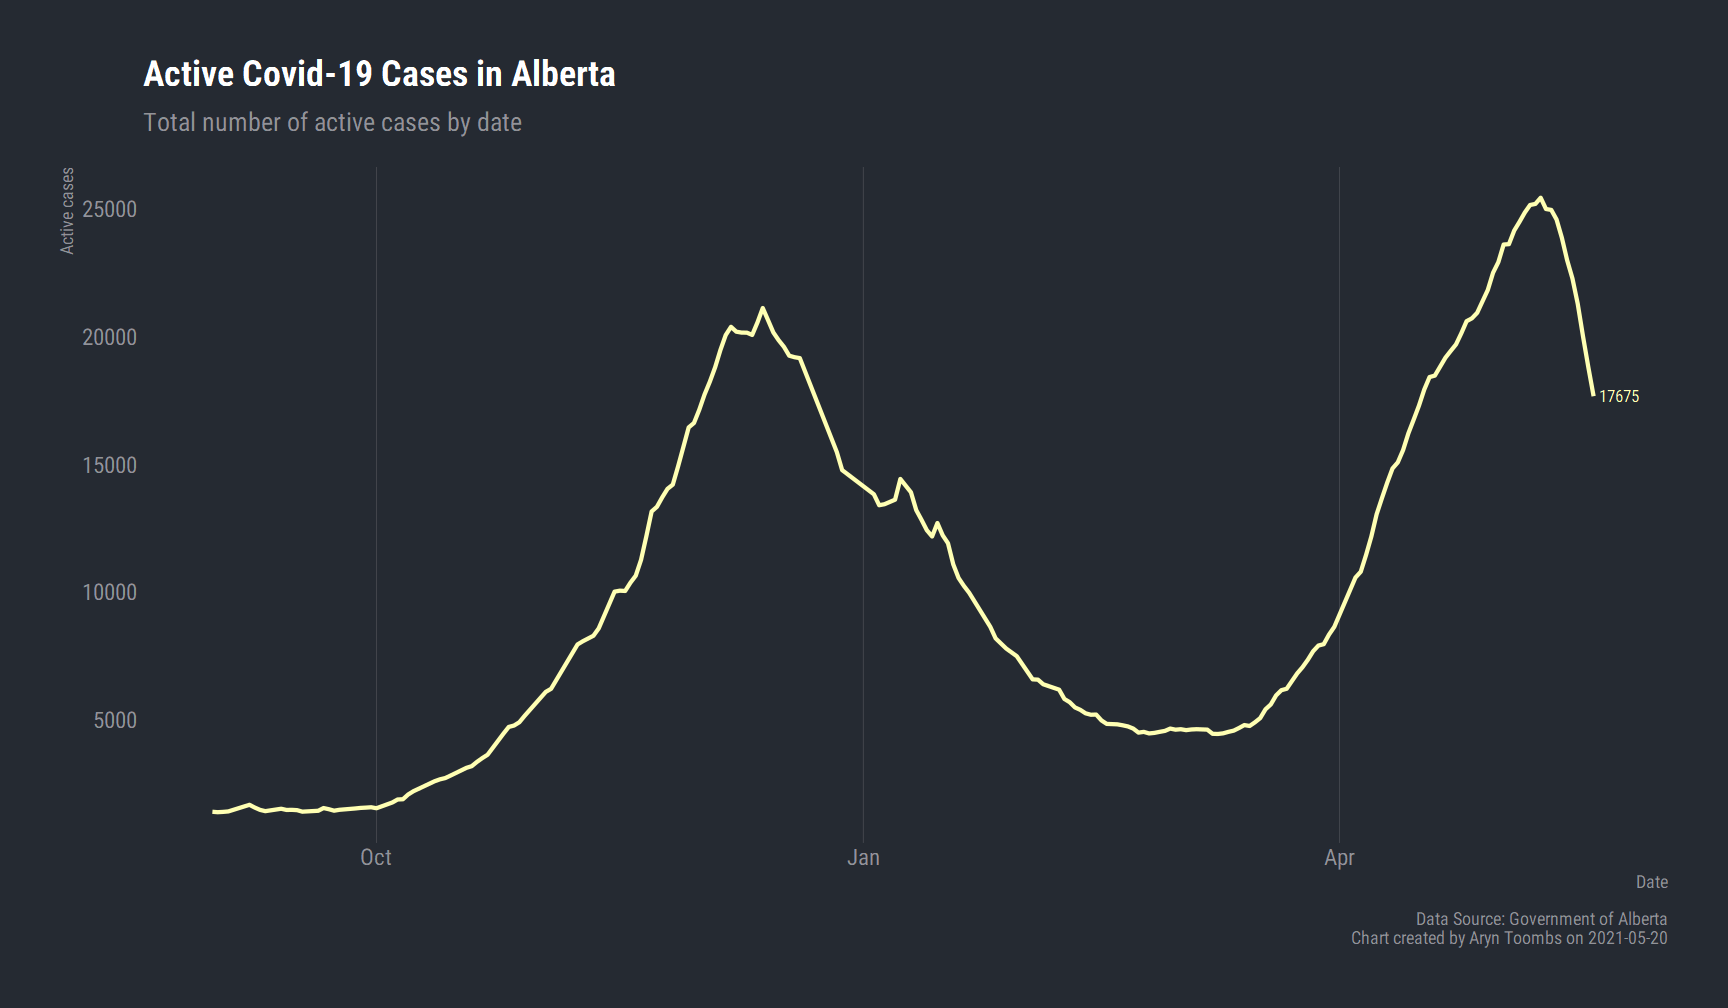 Active Covid-19 Cases in Alberta
Total number of active cases by date
Active cases
25000
20000
15000
10000
5000
17675
Oct
Jan
Apr
Date
Data Source: Government of Alberta
Chart created by Aryn Toombs on 2021-05-20